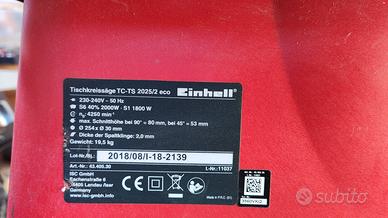 Tischkreissäge TC-TS 2025/2 eco
Einhell
230-240V ~ 50 Hz
S6 40% 2000W · S1 1800 W
n₀: 4250 min⁻¹
max. Schnitthöhe bei 90° = 80 mm, bei 45° = 53 mm
Ø 254 x Ø 30 mm
Dicke der Spaltklinge: 2,0 mm
Gewicht: 19,5 kg
Lot-Nr./BL: 2018/08/I-18-2139
Art.-Nr.: 43.405.30
I.-Nr.: 11037
ISC GmbH
Eschenstraße 6
94405 Landau /Isar
Germany
www.isc-gmbh.info
Made in P.R.C.
subito